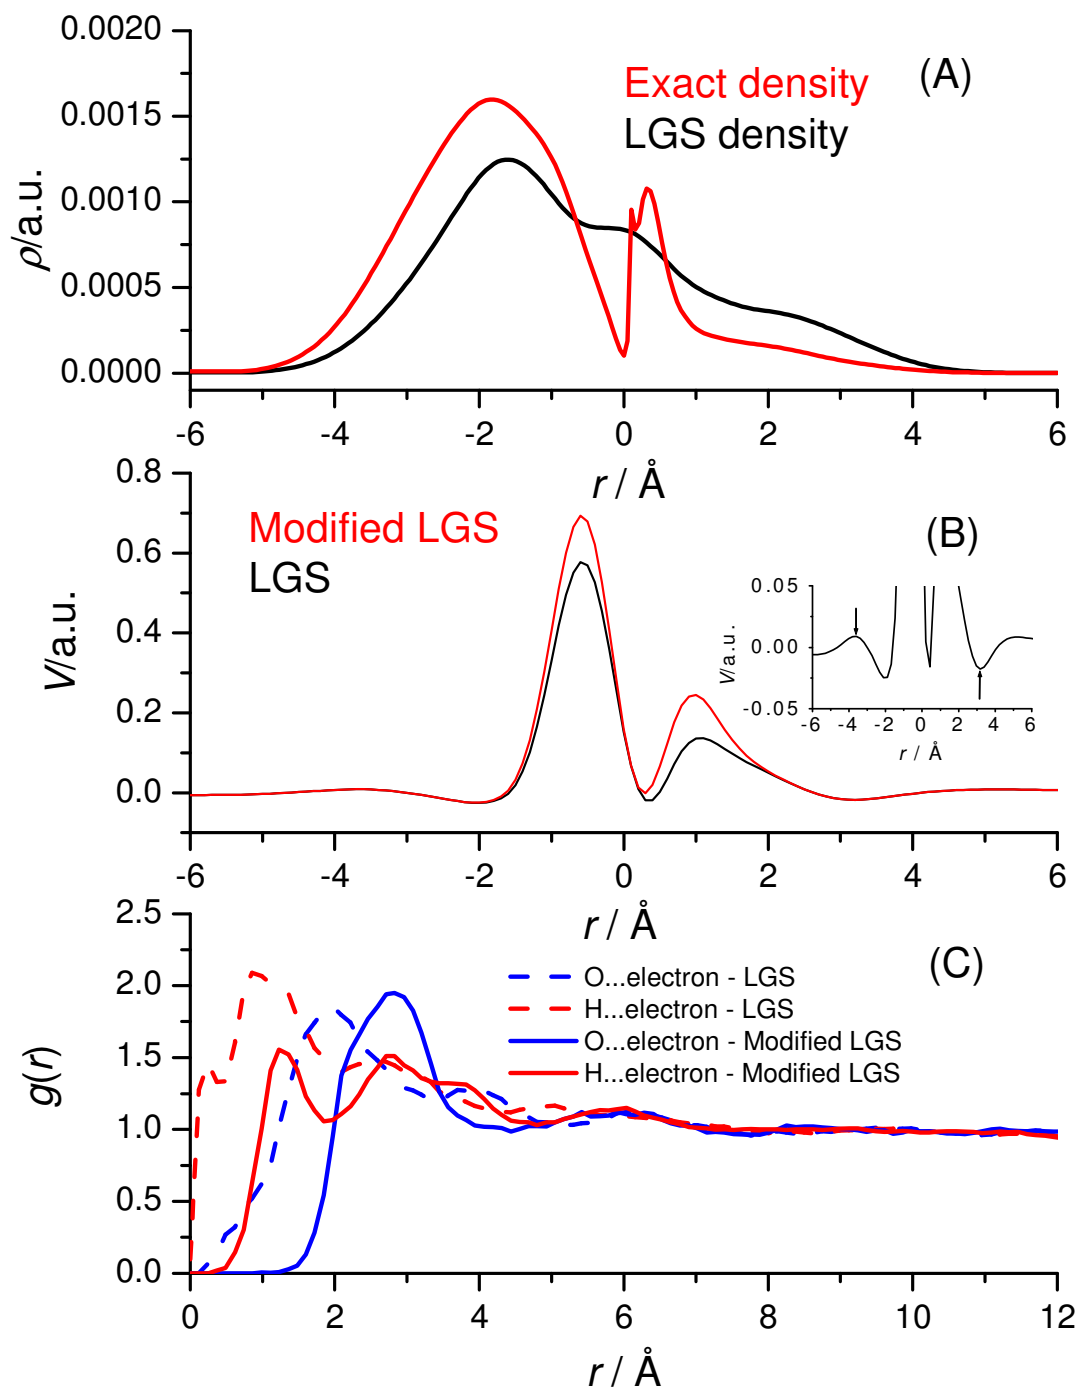 0.0020
(A)
Exact density
LGS density
0.0015
0.0010
0.0005
0.0000
ρ/a.u.
-6 -4 -2 0 2 4 6
r / Å
0.8
Modified LGS
LGS
(B)
0.6
0.4
0.2
0.0
V/a.u.
0.05
0.00
-0.05
V/a.u.
-6 -4 -2 0 2 4 6
r / Å
-6 -4 -2 0 2 4 6
r / Å
2.5
(C)
O...electron - LGS
H...electron - LGS
O...electron - Modified LGS
H...electron - Modified LGS
2.0
1.5
1.0
0.5
0.0
g(r)
0 2 4 6 8 10 12
r / Å